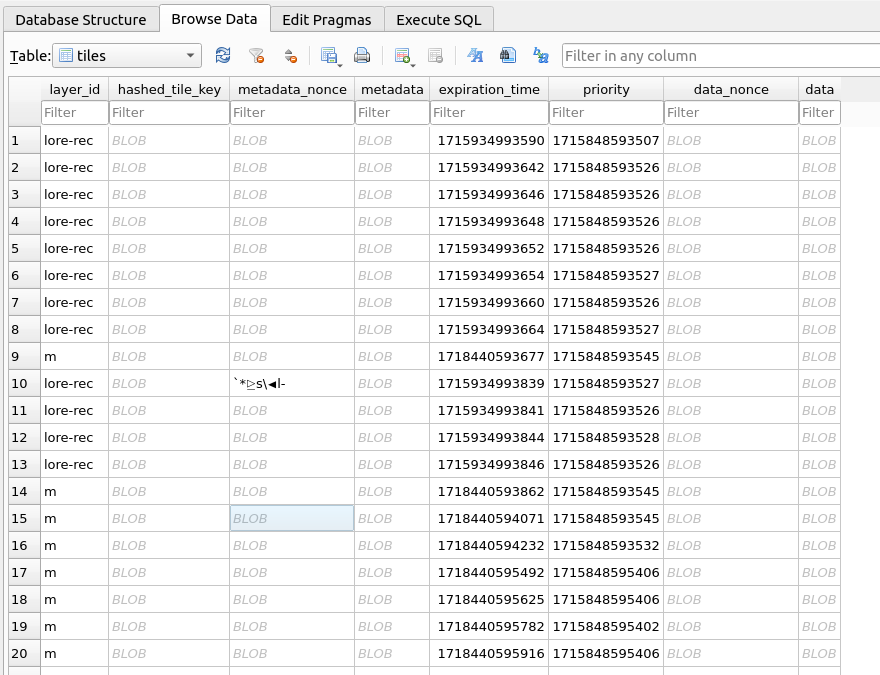 Database Structure Browse Data Edit Pragmas Execute SQL
Table: tiles Filter in any column
layer_id hashed_tile_key metadata_nonce metadata expiration_time priority data_nonce data
Filter Filter Filter Filter Filter Filter Filter Filter
1 lore-rec BLOB BLOB BLOB 1715934993590 1715848593507 BLOB BLOB
2 lore-rec BLOB BLOB BLOB 1715934993642 1715848593526 BLOB BLOB
3 lore-rec BLOB BLOB BLOB 1715934993646 1715848593526 BLOB BLOB
4 lore-rec BLOB BLOB BLOB 1715934993648 1715848593526 BLOB BLOB
5 lore-rec BLOB BLOB BLOB 1715934993652 1715848593526 BLOB BLOB
6 lore-rec BLOB BLOB BLOB 1715934993654 1715848593527 BLOB BLOB
7 lore-rec BLOB BLOB BLOB 1715934993660 1715848593526 BLOB BLOB
8 lore-rec BLOB BLOB BLOB 1715934993664 1715848593527 BLOB BLOB
9 m BLOB BLOB BLOB 1718440593677 1715848593545 BLOB BLOB
10 lore-rec BLOB `*⊵s\◄l- BLOB 1715934993839 1715848593527 BLOB BLOB
11 lore-rec BLOB BLOB BLOB 1715934993841 1715848593526 BLOB BLOB
12 lore-rec BLOB BLOB BLOB 1715934993844 1715848593528 BLOB BLOB
13 lore-rec BLOB BLOB BLOB 1715934993846 1715848593526 BLOB BLOB
14 m BLOB BLOB BLOB 1718440593862 1715848593545 BLOB BLOB
15 m BLOB BLOB BLOB 1718440594071 1715848593545 BLOB BLOB
16 m BLOB BLOB BLOB 1718440594232 1715848593532 BLOB BLOB
17 m BLOB BLOB BLOB 1718440595492 1715848595406 BLOB BLOB
18 m BLOB BLOB BLOB 1718440595625 1715848595406 BLOB BLOB
19 m BLOB BLOB BLOB 1718440595782 1715848595402 BLOB BLOB
20 m BLOB BLOB BLOB 1718440595916 1715848595406 BLOB BLOB